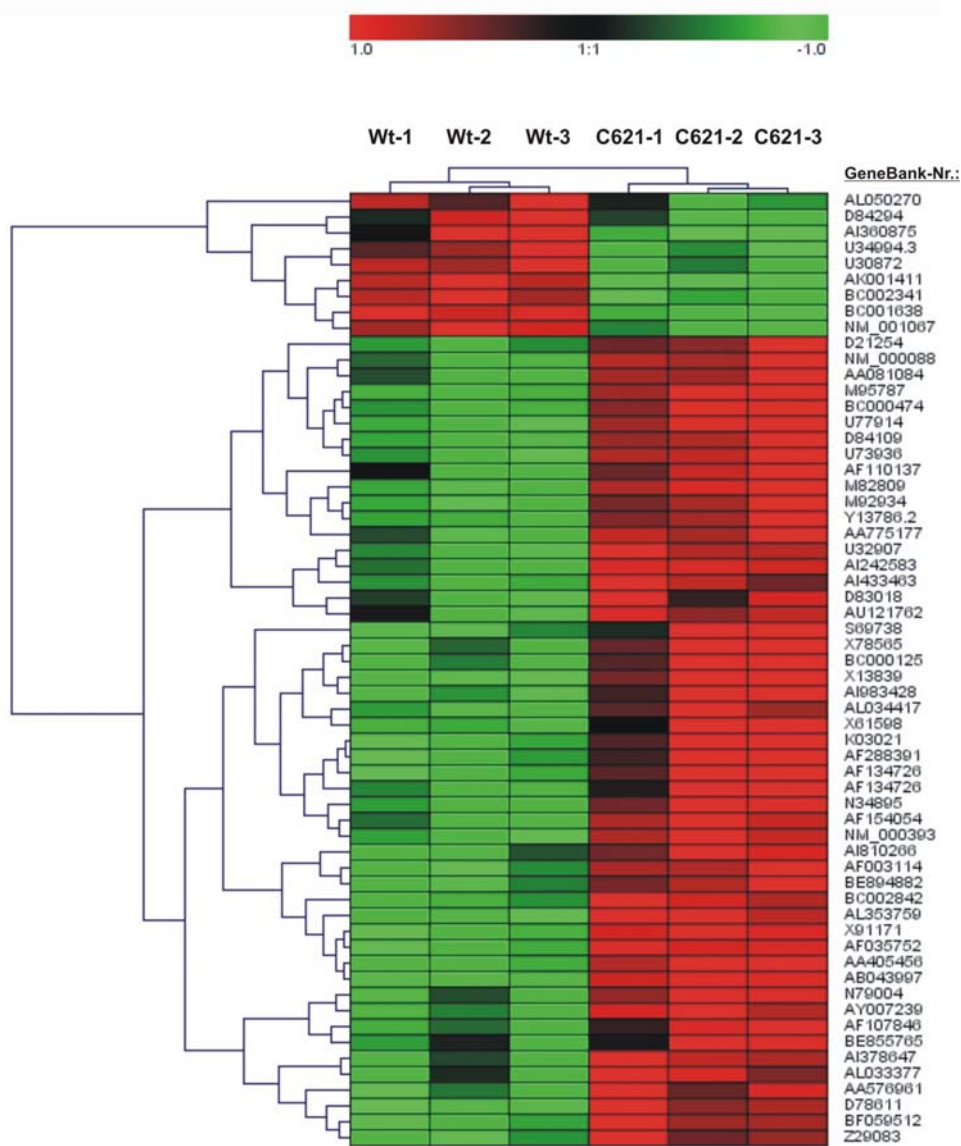 1.0 1:1 -1.0
Wt-1 Wt-2 Wt-3 C621-1 C621-2 C621-3
GeneBank-Nr.:
AL050270
D84294
AI360875
U34994.3
U30872
AK001411
BC002341
BC001638
NM_001067
D21254
NM_000088
AA081084
M95787
BC000474
U77914
D84109
U73936
AF110137
M82809
M92934
Y13786.2
AA775177
U32907
AI242583
AI433463
D83018
AU121762
S69738
X78565
BC000125
X13839
AI983428
AL034417
X61598
K03021
AF288391
AF134726
AF134726
N34895
AF154054
NM_000393
AI810266
AF003114
BE894882
BC002842
AL353759
X91171
AF035752
AA405456
AB043997
N79004
AY007239
AF107846
BE855765
AI378647
AL033377
AA576961
D78611
BF059512
Z29083